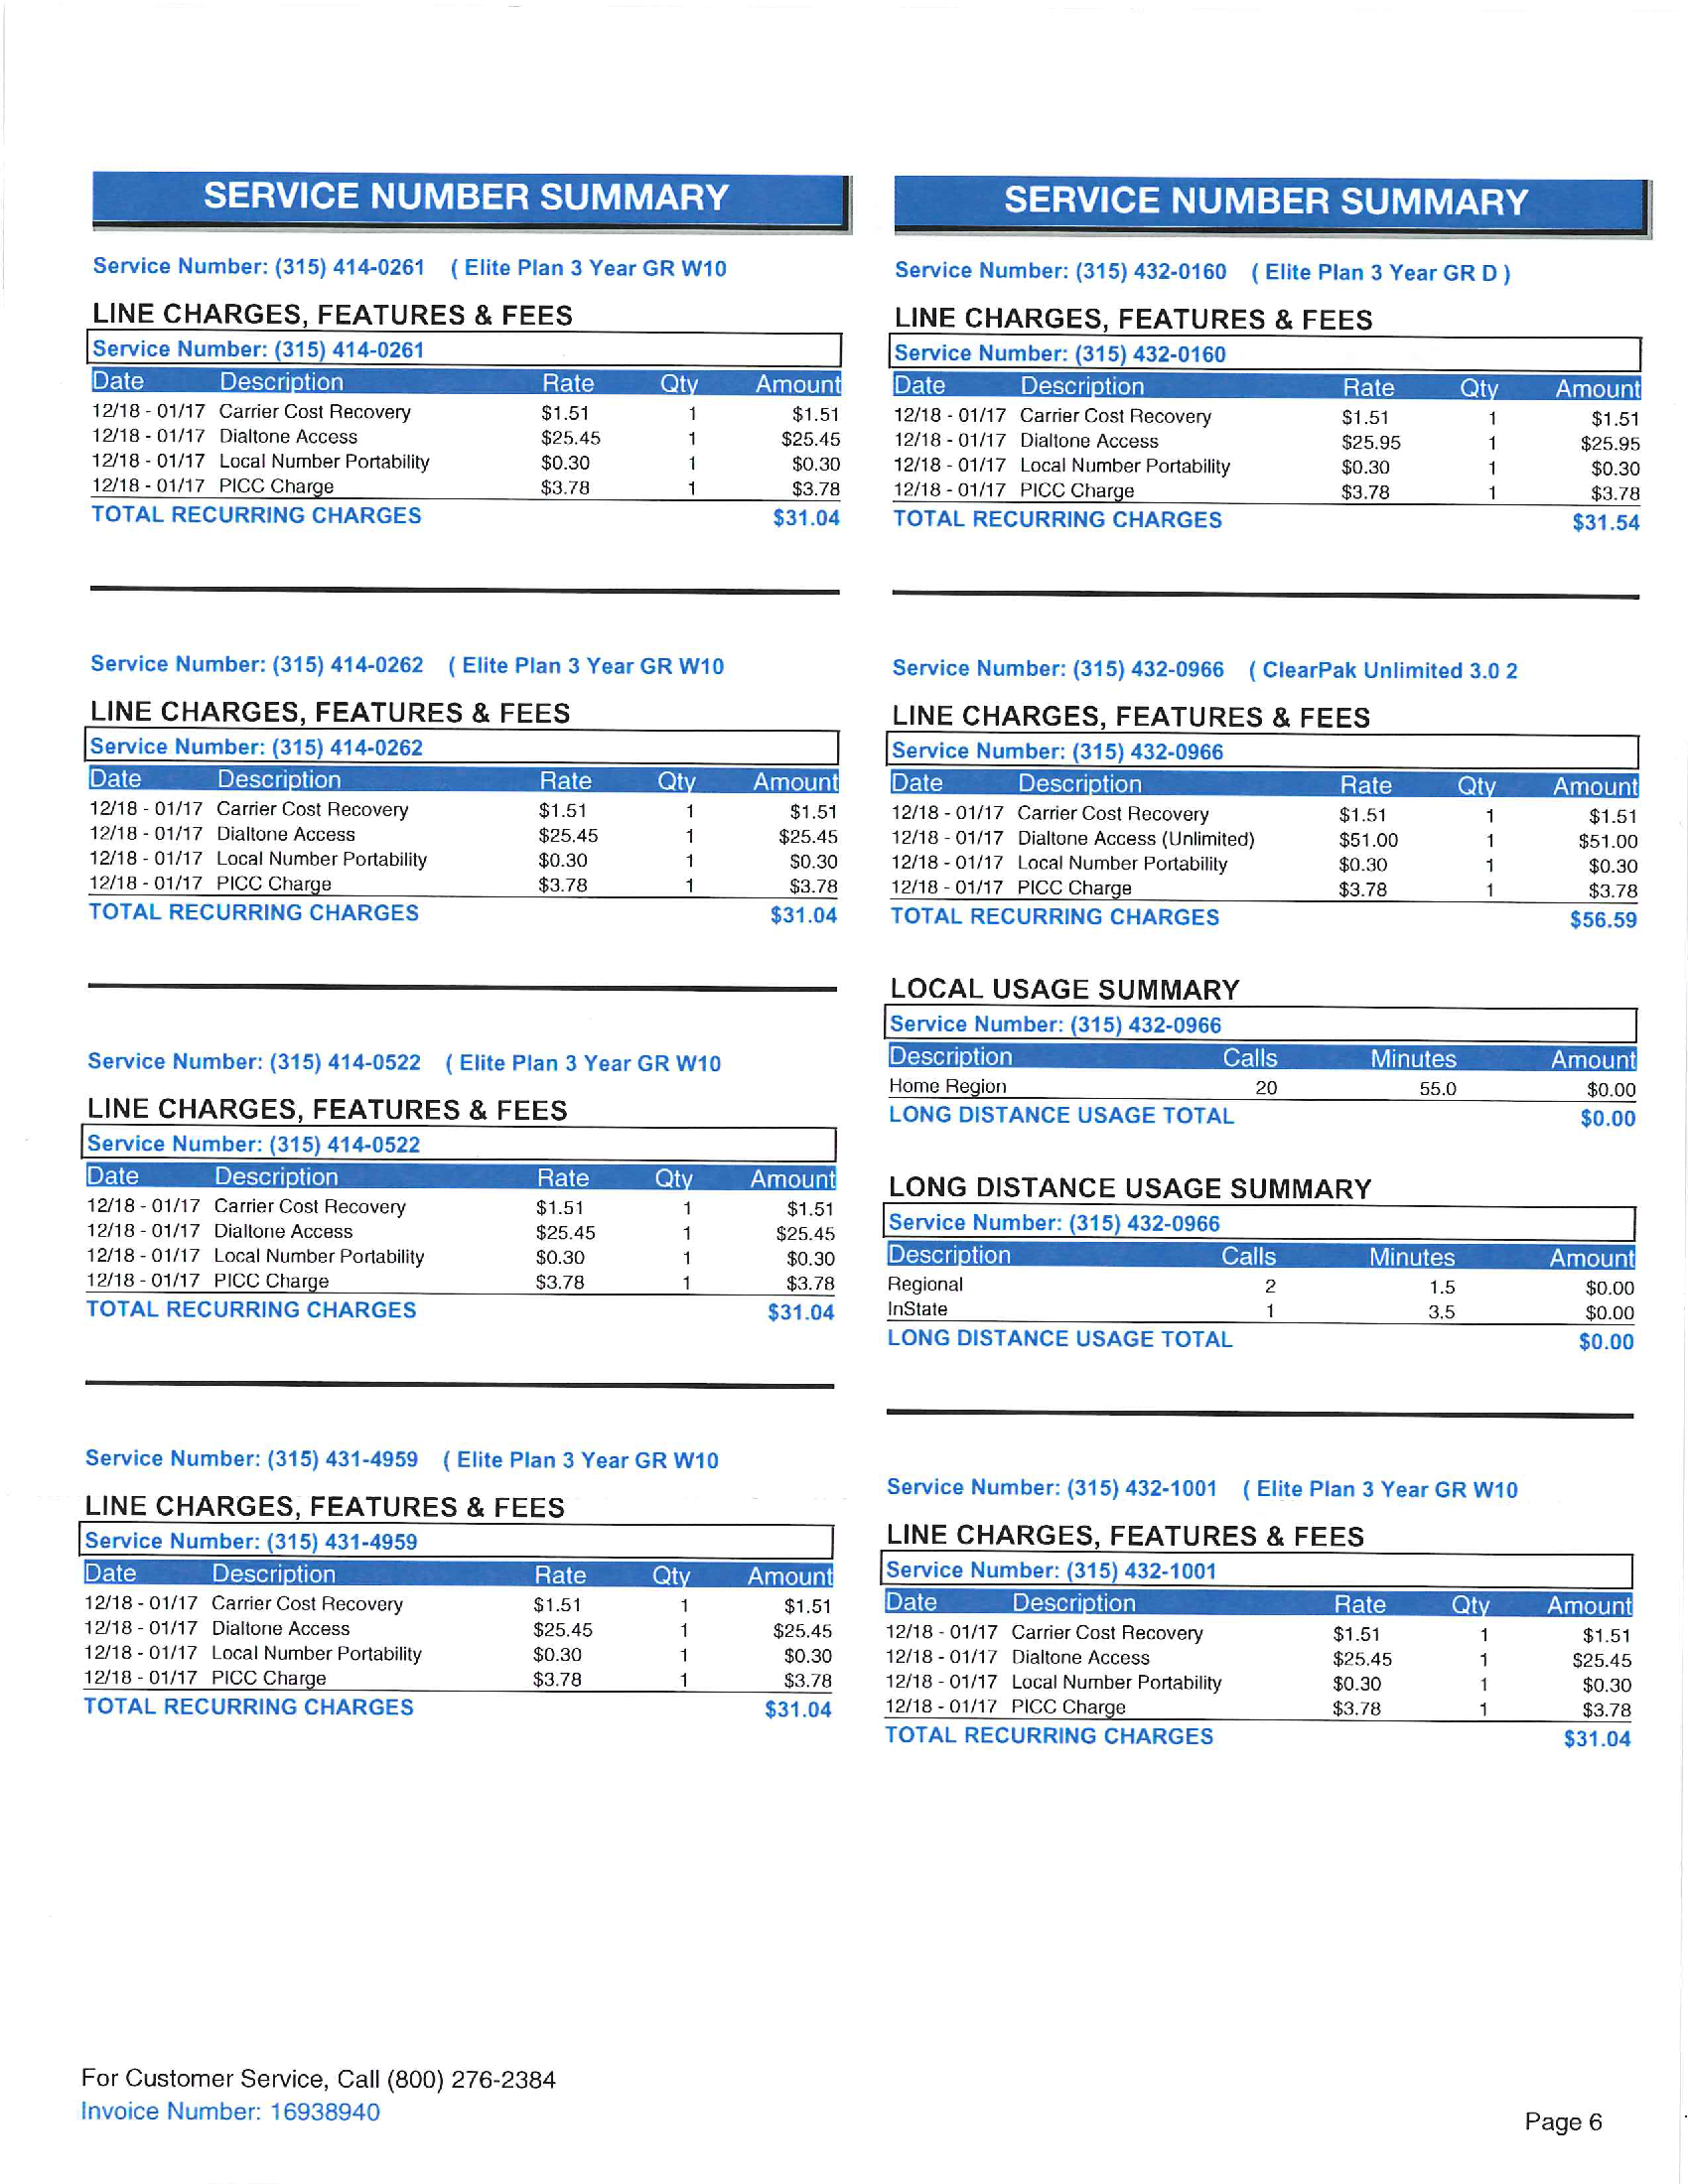 SERVICE NUMBER SUMMARY
Service Number: (315) 414-0261 ( Elite Plan 3 Year GR W10
LINE CHARGES, FEATURES & FEES
Service Number: (315) 414-0261
Date Description Rate Qty Amount
12/18 - 01/17 Carrier Cost Recovery $1.51 1 $1.51
12/18 - 01/17 Dialtone Access $25.45 1 $25.45
12/18 - 01/17 Local Number Portability $0.30 1 $0.30
12/18 - 01/17 PICC Charge $3.78 1 $3.78
TOTAL RECURRING CHARGES $31.04
Service Number: (315) 414-0262 ( Elite Plan 3 Year GR W10
LINE CHARGES, FEATURES & FEES
Service Number: (315) 414-0262
Date Description Rate Qty Amount
12/18 - 01/17 Carrier Cost Recovery $1.51 1 $1.51
12/18 - 01/17 Dialtone Access $25.45 1 $25.45
12/18 - 01/17 Local Number Portability $0.30 1 $0.30
12/18 - 01/17 PICC Charge $3.78 1 $3.78
TOTAL RECURRING CHARGES $31.04
Service Number: (315) 414-0522 ( Elite Plan 3 Year GR W10
LINE CHARGES, FEATURES & FEES
Service Number: (315) 414-0522
Date Description Rate Qty Amount
12/18 - 01/17 Carrier Cost Recovery $1.51 1 $1.51
12/18 - 01/17 Dialtone Access $25.45 1 $25.45
12/18 - 01/17 Local Number Portability $0.30 1 $0.30
12/18 - 01/17 PICC Charge $3.78 1 $3.78
TOTAL RECURRING CHARGES $31.04
Service Number: (315) 431-4959 ( Elite Plan 3 Year GR W10
LINE CHARGES, FEATURES & FEES
Service Number: (315) 431-4959
Date Description Rate Qty Amount
12/18 - 01/17 Carrier Cost Recovery $1.51 1 $1.51
12/18 - 01/17 Dialtone Access $25.45 1 $25.45
12/18 - 01/17 Local Number Portability $0.30 1 $0.30
12/18 - 01/17 PICC Charge $3.78 1 $3.78
TOTAL RECURRING CHARGES $31.04
SERVICE NUMBER SUMMARY
Service Number: (315) 432-0160 ( Elite Plan 3 Year GR D )
LINE CHARGES, FEATURES & FEES
Service Number: (315) 432-0160
Date Description Rate Qty Amount
12/18 - 01/17 Carrier Cost Recovery $1.51 1 $1.51
12/18 - 01/17 Dialtone Access $25.95 1 $25.95
12/18 - 01/17 Local Number Portability $0.30 1 $0.30
12/18 - 01/17 PICC Charge $3.78 1 $3.78
TOTAL RECURRING CHARGES $31.54
Service Number: (315) 432-0966 ( ClearPak Unlimited 3.0 2
LINE CHARGES, FEATURES & FEES
Service Number: (315) 432-0966
Date Description Rate Qty Amount
12/18 - 01/17 Carrier Cost Recovery $1.51 1 $1.51
12/18 - 01/17 Dialtone Access (Unlimited) $51.00 1 $51.00
12/18 - 01/17 Local Number Portability $0.30 1 $0.30
12/18 - 01/17 PICC Charge $3.78 1 $3.78
TOTAL RECURRING CHARGES $56.59
LOCAL USAGE SUMMARY
Service Number: (315) 432-0966
Description Calls Minutes Amount
Home Region 20 55.0 $0.00
LONG DISTANCE USAGE TOTAL $0.00
LONG DISTANCE USAGE SUMMARY
Service Number: (315) 432-0966
Description Calls Minutes Amount
Regional 2 1.5 $0.00
InState 1 3.5 $0.00
LONG DISTANCE USAGE TOTAL $0.00
Service Number: (315) 432-1001 ( Elite Plan 3 Year GR W10
LINE CHARGES, FEATURES & FEES
Service Number: (315) 432-1001
Date Description Rate Qty Amount
12/18 - 01/17 Carrier Cost Recovery $1.51 1 $1.51
12/18 - 01/17 Dialtone Access $25.45 1 $25.45
12/18 - 01/17 Local Number Portability $0.30 1 $0.30
12/18 - 01/17 PICC Charge $3.78 1 $3.78
TOTAL RECURRING CHARGES $31.04
For Customer Service, Call (800) 276-2384
Invoice Number: 16938940
Page 6